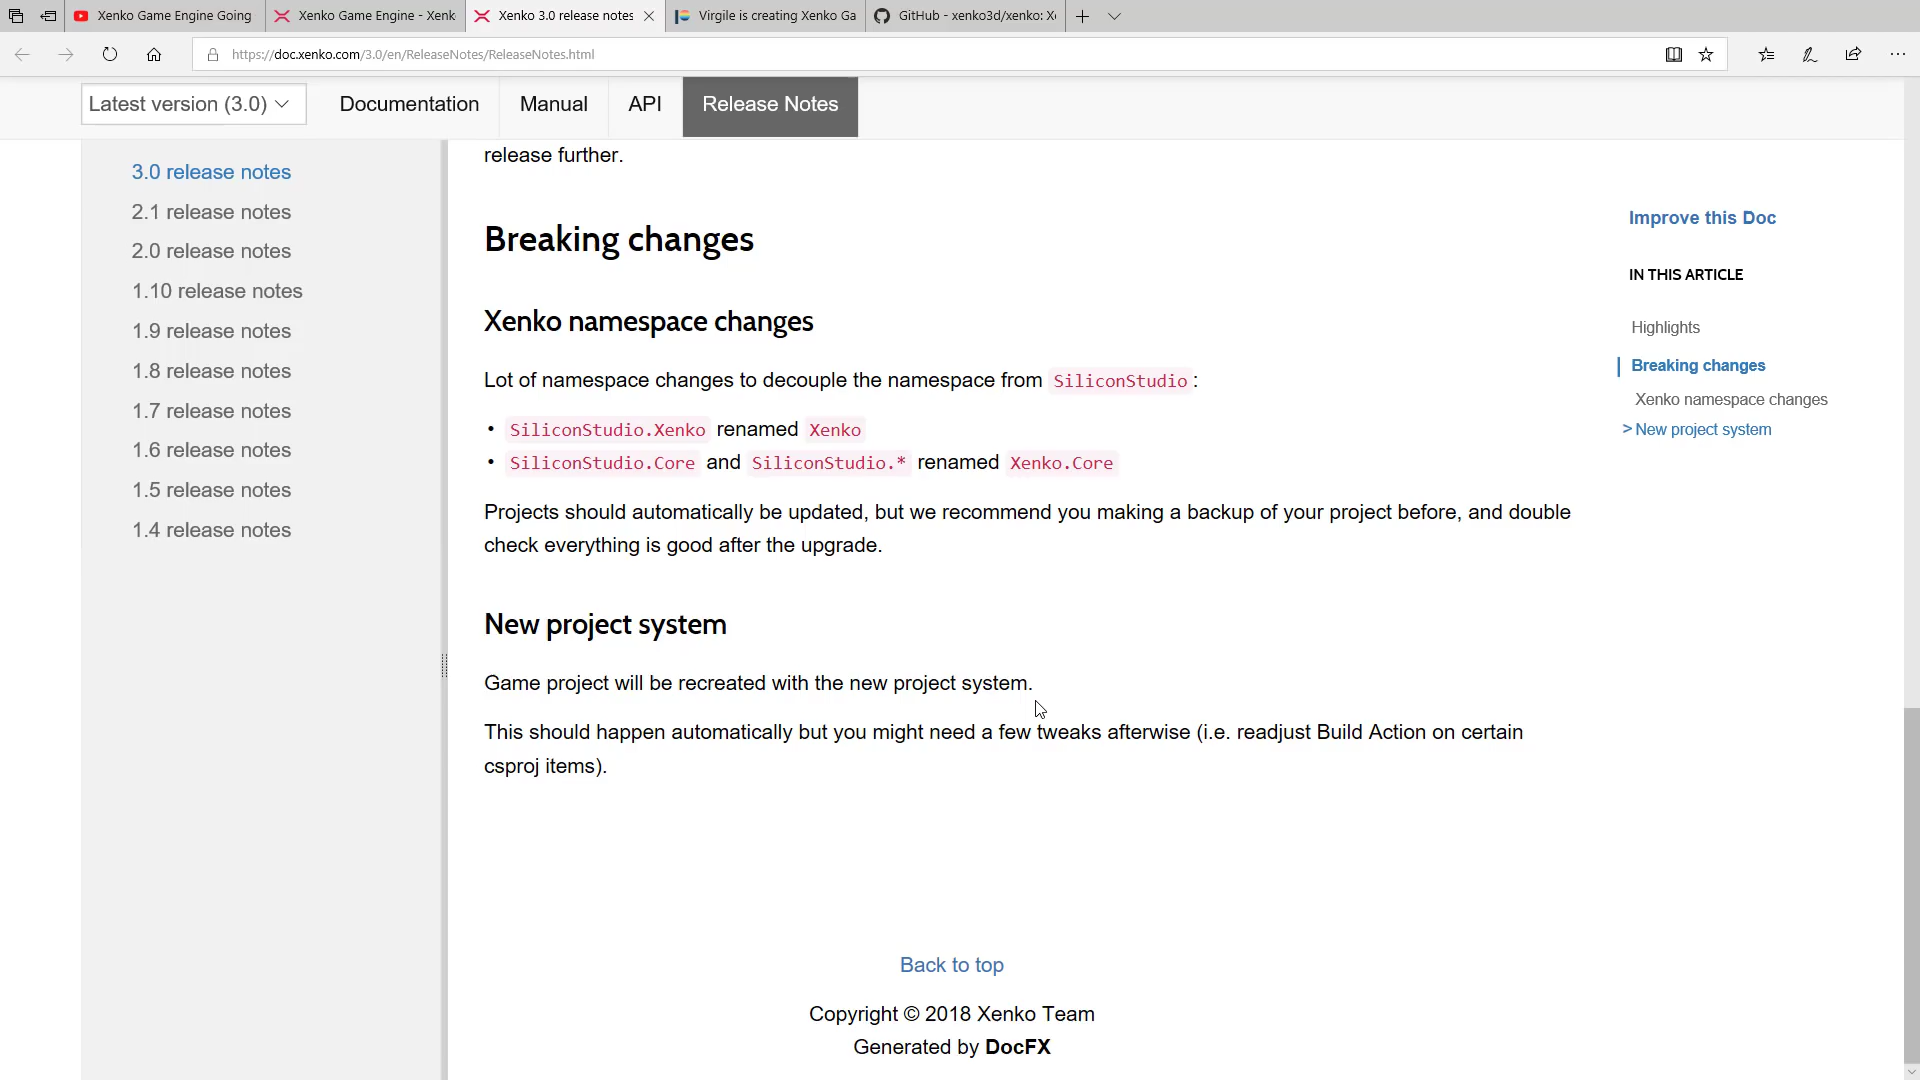 Xenko Game Engine Going
Xenko Game Engine - Xenk
Xenko 3.0 release notes
Virgile is creating Xenko Ga
GitHub - xenko3d/xenko: X
https://doc.xenko.com/3.0/en/ReleaseNotes/ReleaseNotes.html
Latest version (3.0)
Documentation
Manual
API
Release Notes
3.0 release notes
2.1 release notes
2.0 release notes
1.10 release notes
1.9 release notes
1.8 release notes
1.7 release notes
1.6 release notes
1.5 release notes
1.4 release notes
release further.
Breaking changes
Xenko namespace changes
Lot of namespace changes to decouple the namespace from SiliconStudio:
• SiliconStudio.Xenko renamed Xenko
• SiliconStudio.Core and SiliconStudio.* renamed Xenko.Core
Projects should automatically be updated, but we recommend you making a backup of your project before, and double
check everything is good after the upgrade.
New project system
Game project will be recreated with the new project system.
This should happen automatically but you might need a few tweaks afterwise (i.e. readjust Build Action on certain
csproj items).
Back to top
Copyright © 2018 Xenko Team
Generated by DocFX
Improve this Doc
IN THIS ARTICLE
Highlights
Breaking changes
Xenko namespace changes
> New project system